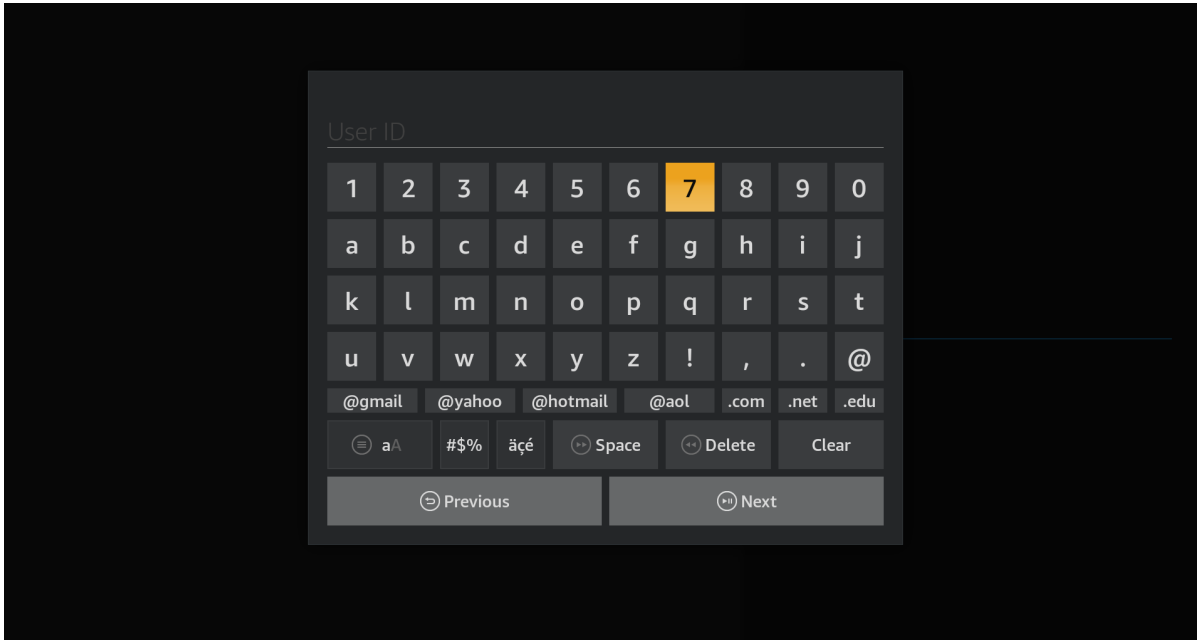 User ID
1 2 3 4 5 6 7 8 9 0
a b c d e f g h i j
k l m n o p q r s t
u v w x y z ! , . @
@gmail @yahoo @hotmail @aol .com .net .edu
aA #$% äçé Space Delete Clear
Previous Next